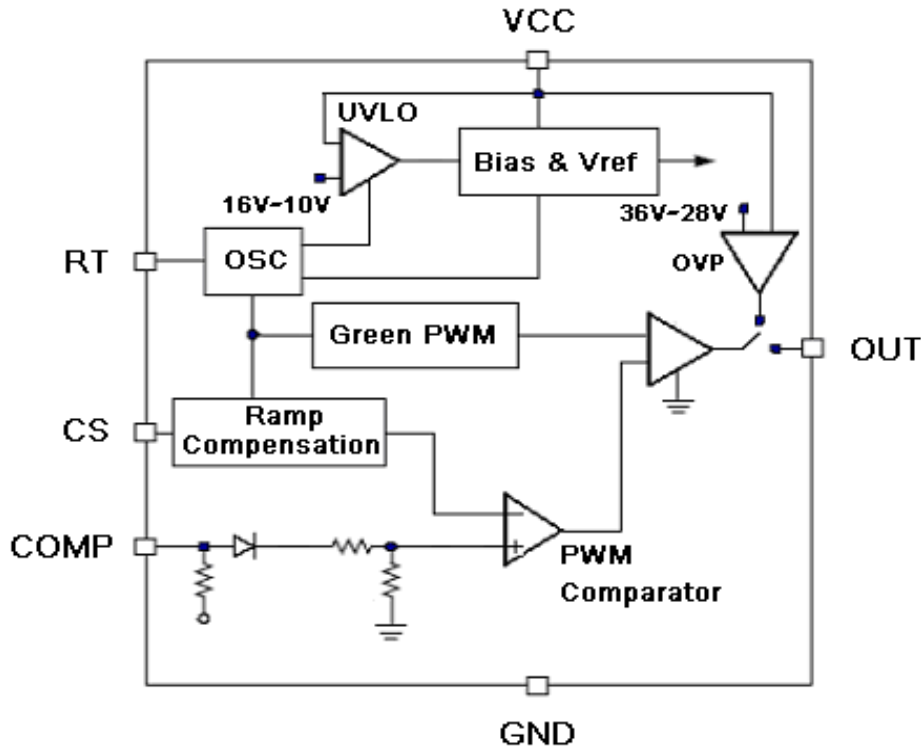 VCC
UVLO
Bias & Vref
16V~10V
36V~28V
RT
OSC
OVP
Green PWM
OUT
CS
Ramp
Compensation
COMP
PWM
Comparator
GND